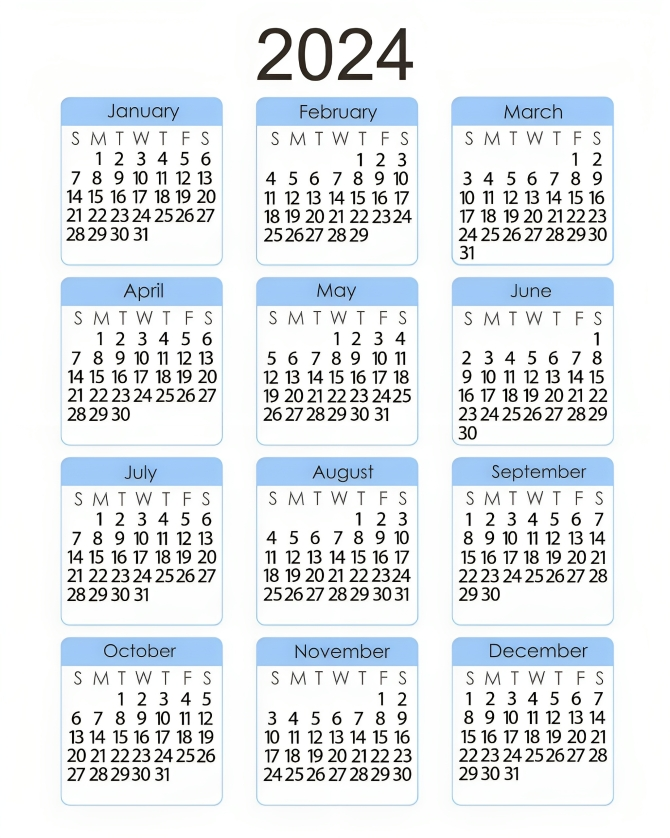 2024
January
S M T W T F S
1 2 3 4 5 6
7 8 9 10 11 12 13
14 15 16 17 18 19 20
21 22 23 24 25 26 27
28 29 30 31
February
S M T W T F S
1 2 3
4 5 6 7 8 9 10
11 12 13 14 15 16 17
18 19 20 21 22 23 24
25 26 27 28 29
March
S M T W T F S
1 2
3 4 5 6 7 8 9
10 11 12 13 14 15 16
17 18 19 20 21 22 23
24 25 26 27 28 29 30
31
April
S M T W T F S
1 2 3 4 5 6
7 8 9 10 11 12 13
14 15 16 17 18 19 20
21 22 23 24 25 26 27
28 29 30
May
S M T W T F S
1 2 3 4
5 6 7 8 9 10 11
12 13 14 15 16 17 18
19 20 21 22 23 24 25
26 27 28 29 30 31
June
S M T W T F S
1
2 3 4 5 6 7 8
9 10 11 12 13 14 15
16 17 18 19 20 21 22
23 24 25 26 27 28 29
30
July
S M T W T F S
1 2 3 4 5 6
7 8 9 10 11 12 13
14 15 16 17 18 19 20
21 22 23 24 25 26 27
28 29 30 31
August
S M T W T F S
1 2 3
4 5 6 7 8 9 10
11 12 13 14 15 16 17
18 19 20 21 22 23 24
25 26 27 28 29 30 31
September
S M T W T F S
1 2 3 4 5 6 7
8 9 10 11 12 13 14
15 16 17 18 19 20 21
22 23 24 25 26 27 28
29 30
October
S M T W T F S
1 2 3 4 5
6 7 8 9 10 11 12
13 14 15 16 17 18 19
20 21 22 23 24 25 26
27 28 29 30 31
November
S M T W T F S
1 2
3 4 5 6 7 8 9
10 11 12 13 14 15 16
17 18 19 20 21 22 23
24 25 26 27 28 29 30
December
S M T W T F S
1 2 3 4 5 6 7
8 9 10 11 12 13 14
15 16 17 18 19 20 21
22 23 24 25 26 27 28
29 30 31